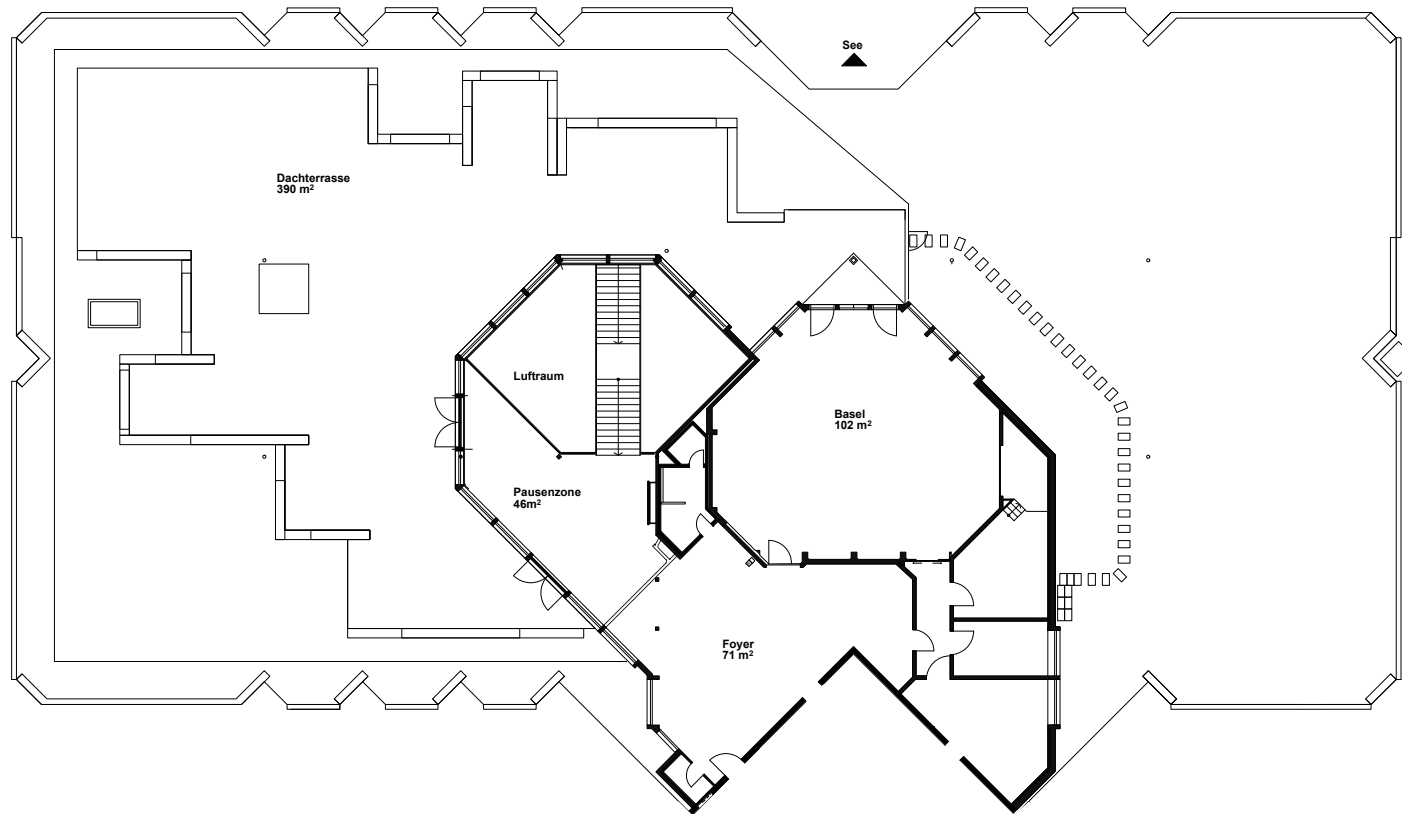 See
Dachterrasse
390 m²
Luftraum
Basel
102 m²
Pausenzone
46m²
Foyer
71 m²